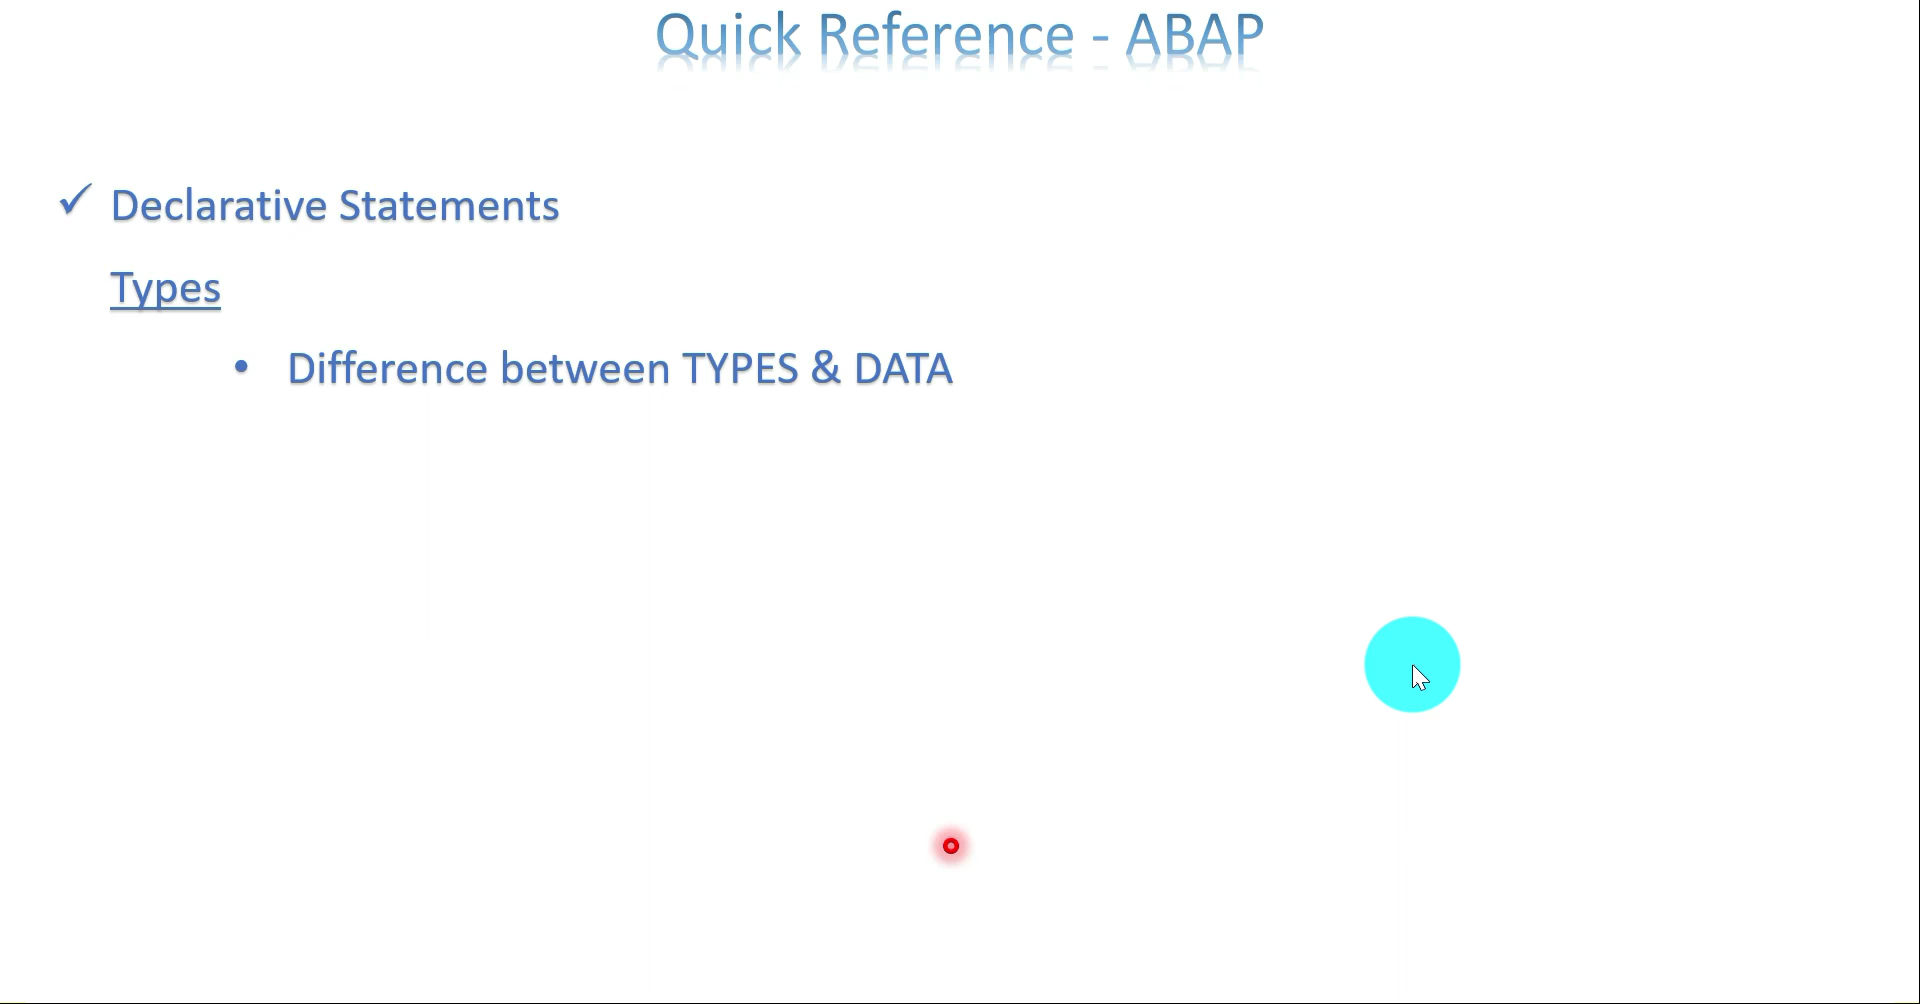 Quick Reference - ABAP
✓ Declarative Statements
Types
• Difference between TYPES & DATA